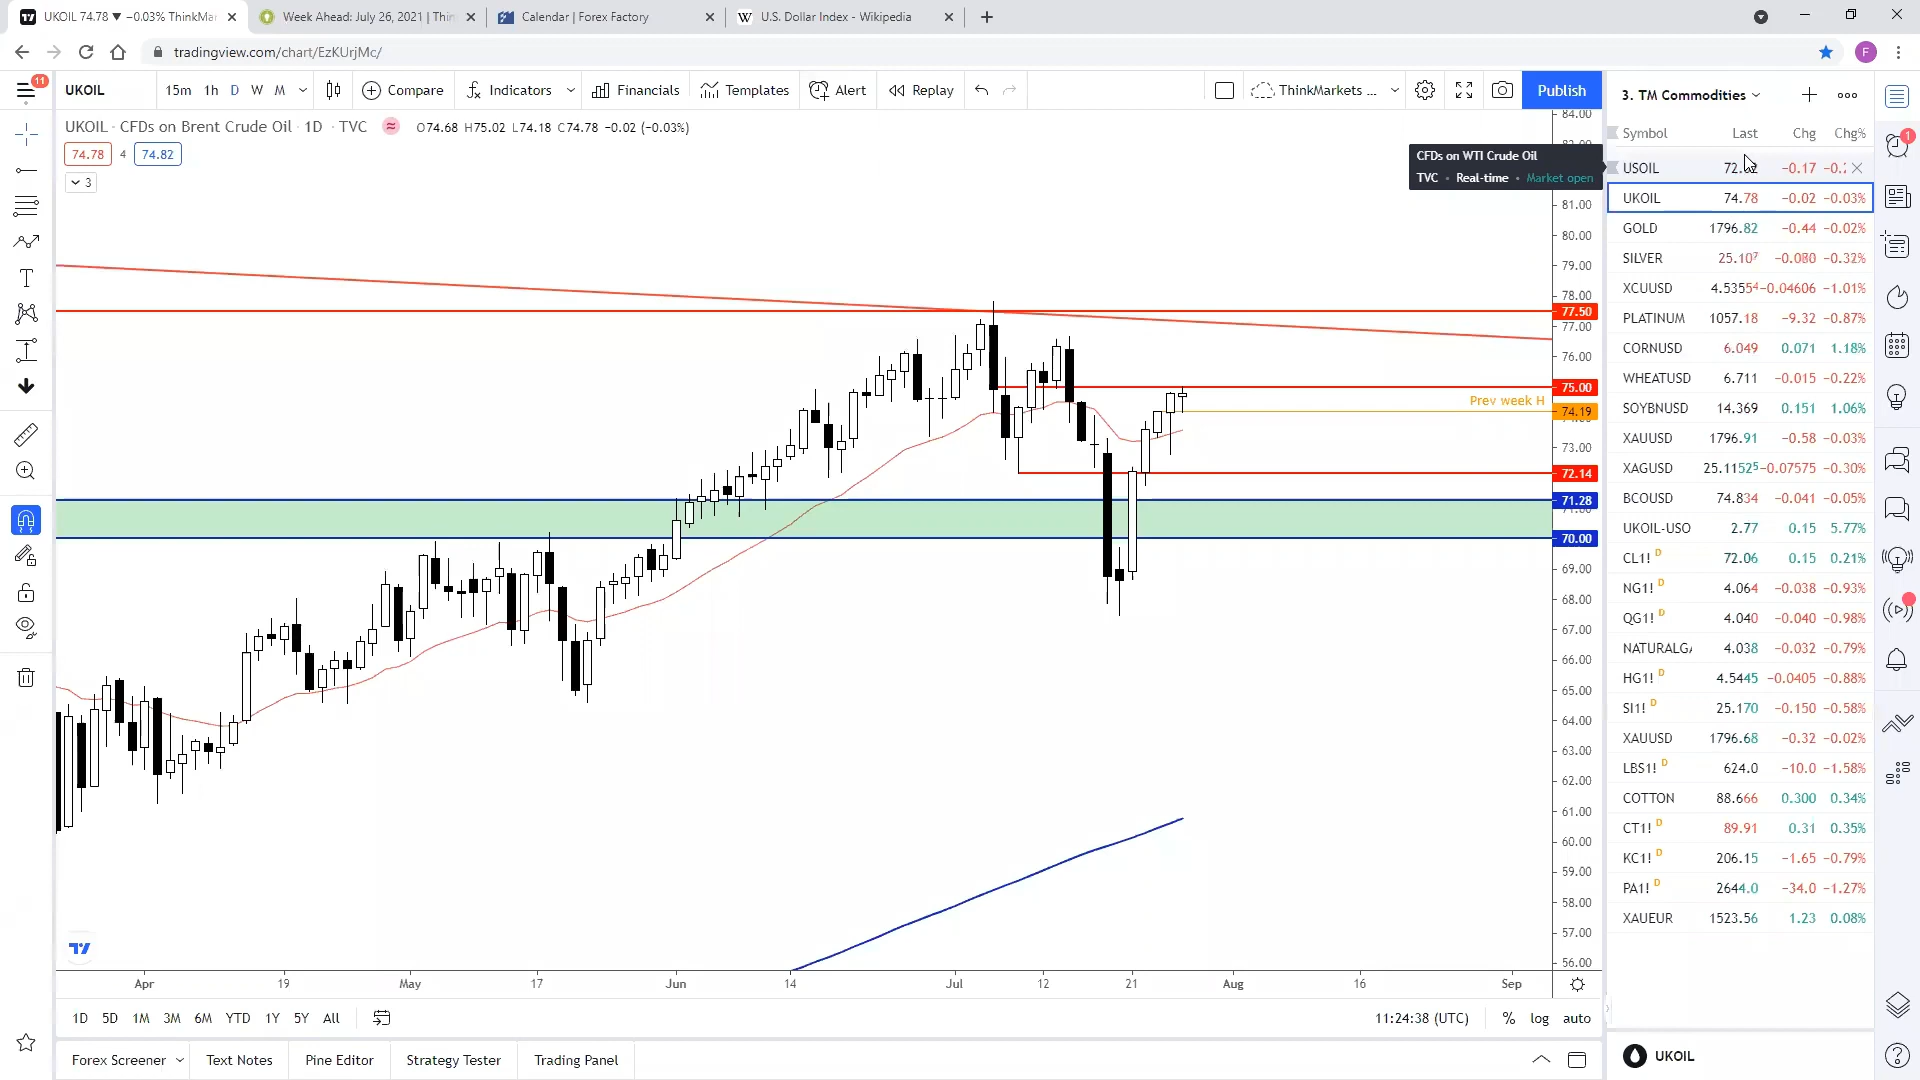 UKOIL 74.78 ▼ −0.03% ThinkMar
Week Ahead: July 26, 2021 | Thin
Calendar | Forex Factory
W U.S. Dollar Index - Wikipedia
tradingview.com/chart/EzKUrjMc/
F
11
UKOIL
15m 1h D W M
Compare
Indicators
Financials
Templates
Alert
Replay
ThinkMarkets ...
Publish
UKOIL · CFDs on Brent Crude Oil · 1D · TVC
O74.68 H75.02 L74.18 C74.78 −0.02 (−0.03%)
74.78 4 74.82
3
CFDs on WTI Crude Oil
TVC • Real-time • Market open
84.00
81.00
80.00
79.00
78.00
77.50
77.00
76.00
75.00
Prev week H
74.19
73.00
72.14
71.28
70.00
69.00
68.00
67.00
66.00
65.00
64.00
63.00
62.00
61.00
60.00
59.00
58.00
57.00
56.00
Apr 19 May 17 Jun 14 Jul 12 21 Aug 16 Sep
1D 5D 1M 3M 6M YTD 1Y 5Y All
11:24:38 (UTC) % log auto
Forex Screener
Text Notes
Pine Editor
Strategy Tester
Trading Panel
3. TM Commodities
1
Symbol Last Chg Chg%
USOIL −0.17
UKOIL 74.78 −0.02 −0.03%
GOLD 1796.82 −0.44 −0.02%
SILVER 25.107 −0.080 −0.32%
XCUUSD 4.53554 −0.04606 −1.01%
PLATINUM 1057.18 −9.32 −0.87%
CORNUSD 6.049 0.071 1.18%
WHEATUSD 6.711 −0.015 −0.22%
SOYBNUSD 14.369 0.151 1.06%
XAUUSD 1796.91 −0.58 −0.03%
XAGUSD 25.11525 −0.07575 −0.30%
BCOUSD 74.834 −0.041 −0.05%
UKOIL-USO 2.77 0.15 5.77%
CL1! D 72.06 0.15 0.21%
NG1! D 4.064 −0.038 −0.93%
QG1! D 4.040 −0.040 −0.98%
NATURALGA 4.038 −0.032 −0.79%
HG1! D 4.5445 −0.0405 −0.88%
SI1! D 25.170 −0.150 −0.58%
XAUUSD 1796.68 −0.32 −0.02%
LBS1! D 624.0 −10.0 −1.58%
COTTON 88.666 0.300 0.34%
CT1! D 89.91 0.31 0.35%
KC1! D 206.15 −1.65 −0.79%
PA1! D 2644.0 −34.0 −1.27%
XAUEUR 1523.56 1.23 0.08%
UKOIL